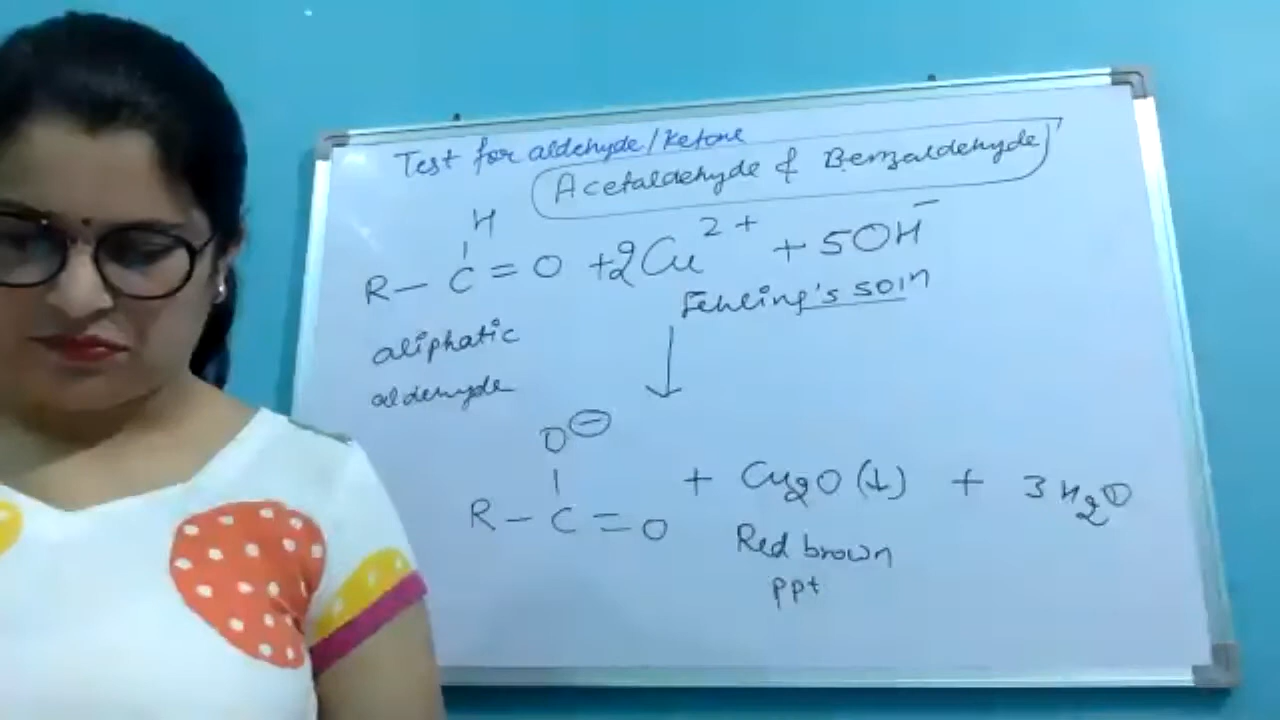 Test for aldehyde/Ketone
Acetaldehyde & Benzaldehyde
H
R–C=O +2Cu²⁺ + 5OH⁻
Fehling's soln
aliphatic
aldehyde
O⊖
R–C=O + Cu2O(↓) + 3H2O
Red brown
ppt